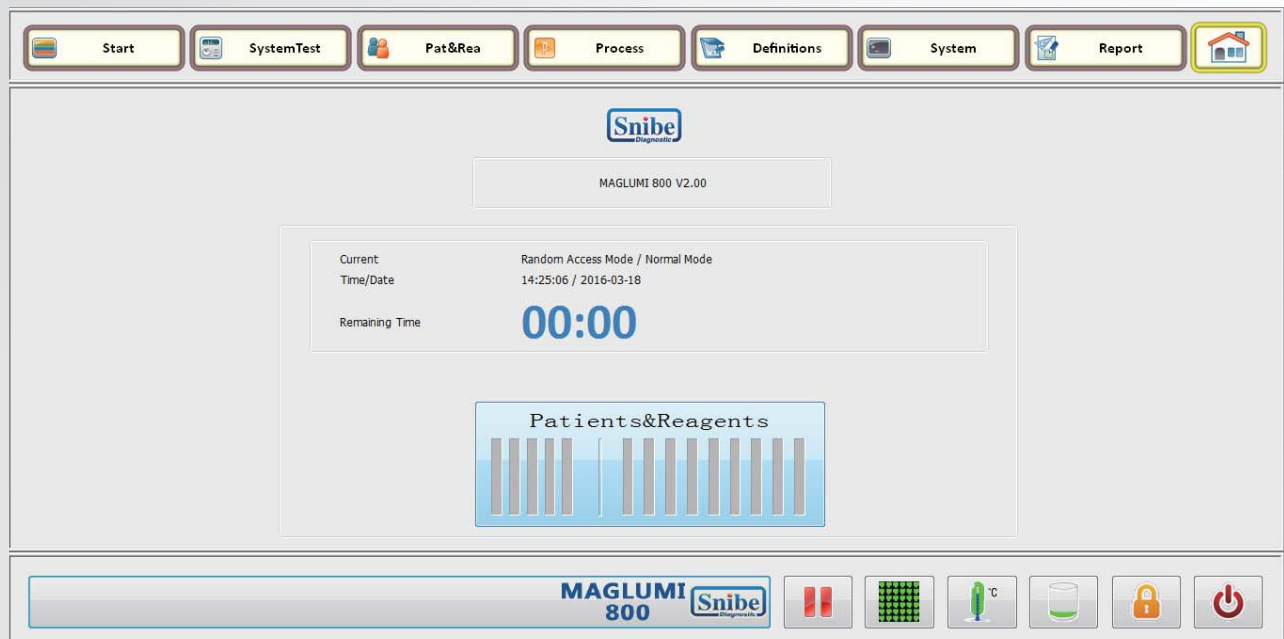 Start SystemTest Pat&Rea Process Definitions System Report
Snibe
Diagnostic
MAGLUMI 800 V2.00
Current Random Access Mode / Normal Mode
Time/Date 14:25:06 / 2016-03-18
Remaining Time 00:00
Patients&Reagents
MAGLUMI
800
Snibe
Diagnostic
°C